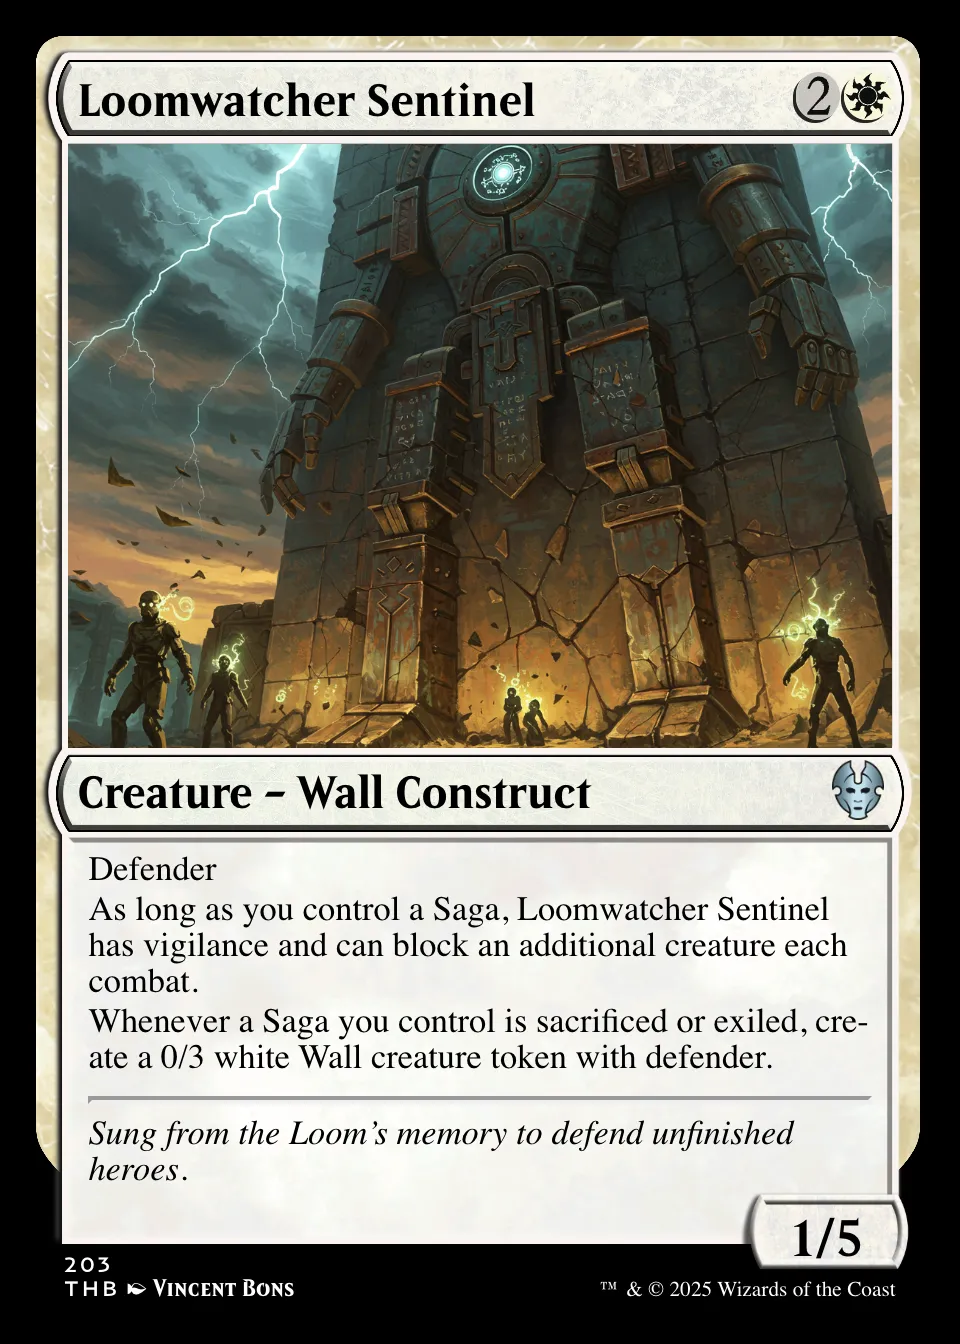 Loomwatcher Sentinel 2
Creature – Wall Construct
Defender
As long as you control a Saga, Loomwatcher Sentinel
has vigilance and can block an additional creature each
combat.
Whenever a Saga you control is sacrificed or exiled, cre-
ate a 0/3 white Wall creature token with defender.
Sung from the Loom's memory to defend unfinished
heroes.
1/5
203
THB VINCENT BONS
™ & © 2025 Wizards of the Coast